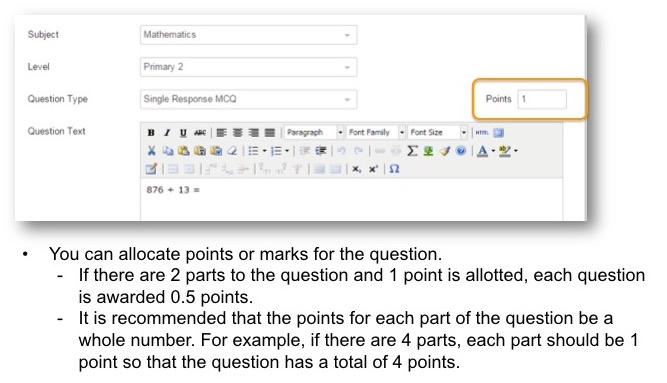 Subject Mathematics
Level Primary 2
Question Type Single Response MCQ Points 1
Question Text B I U ABC Paragraph Font Family Font Size HTML
Σ A ab
x, x² Ω
876 + 13 =
• You can allocate points or marks for the question.
- If there are 2 parts to the question and 1 point is allotted, each question
is awarded 0.5 points.
- It is recommended that the points for each part of the question be a
whole number. For example, if there are 4 parts, each part should be 1
point so that the question has a total of 4 points.